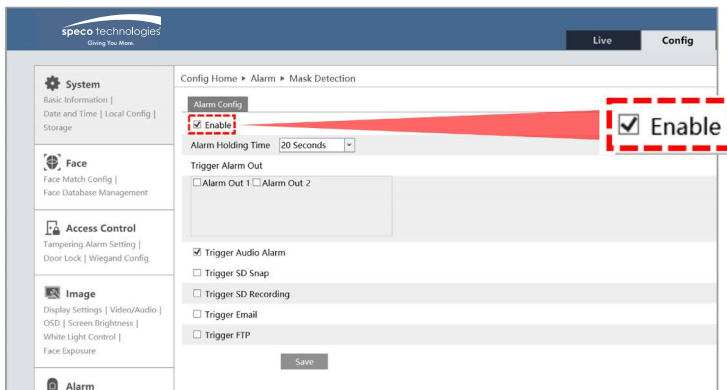 speco technologies
Giving You More.
Live
Config
System
Basic Information |
Date and Time | Local Config |
Storage
Face
Face Match Config |
Face Database Management
Access Control
Tampering Alarm Setting |
Door Lock | Wiegand Config
Image
Display Settings | Video/Audio |
OSD | Screen Brightness |
White Light Control |
Face Exposure
Alarm
Config Home ▸ Alarm ▸ Mask Detection
Alarm Config
Enable
Enable
Alarm Holding Time 20 Seconds
Trigger Alarm Out
Alarm Out 1 Alarm Out 2
Trigger Audio Alarm
Trigger SD Snap
Trigger SD Recording
Trigger Email
Trigger FTP
Save